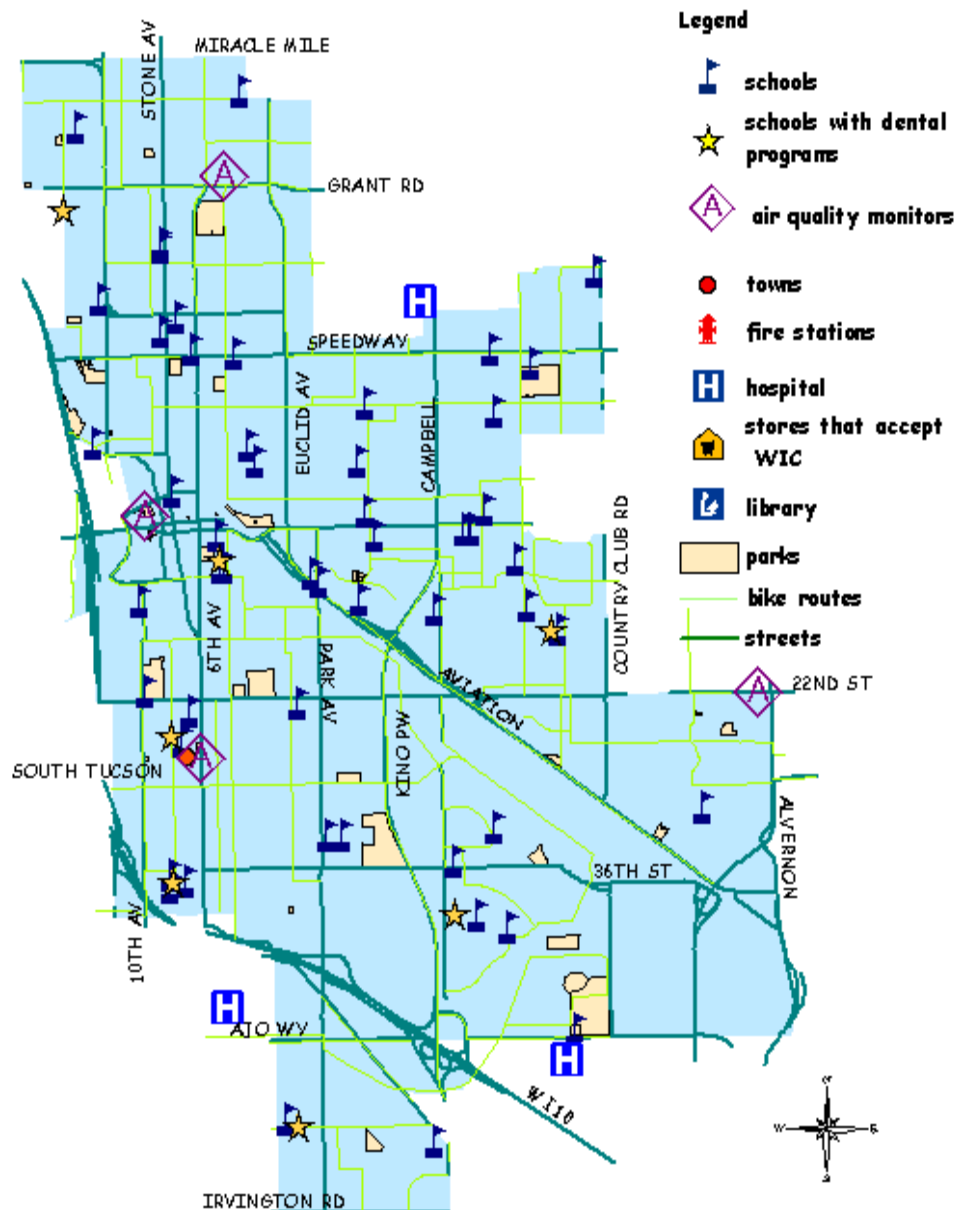 Legend
schools
schools with dental
programs
A
air quality monitors
towns
fire stations
H
hospital
stores that accept
WIC
library
parks
bike routes
streets
MIRACLE MILE
STONE AV
A
GRANT RD
H
SPEEDWAY
EUCLID AV
CAMPBELL
A
COUNTRY CLUB RD
6TH AV
PARK AV
AVIATION
A
22ND ST
KINO PW
A
SOUTH TUCSON
ALVERNON
36TH ST
10TH AV
H
AJO WY
H
W I10
IRVINGTON RD
W
E